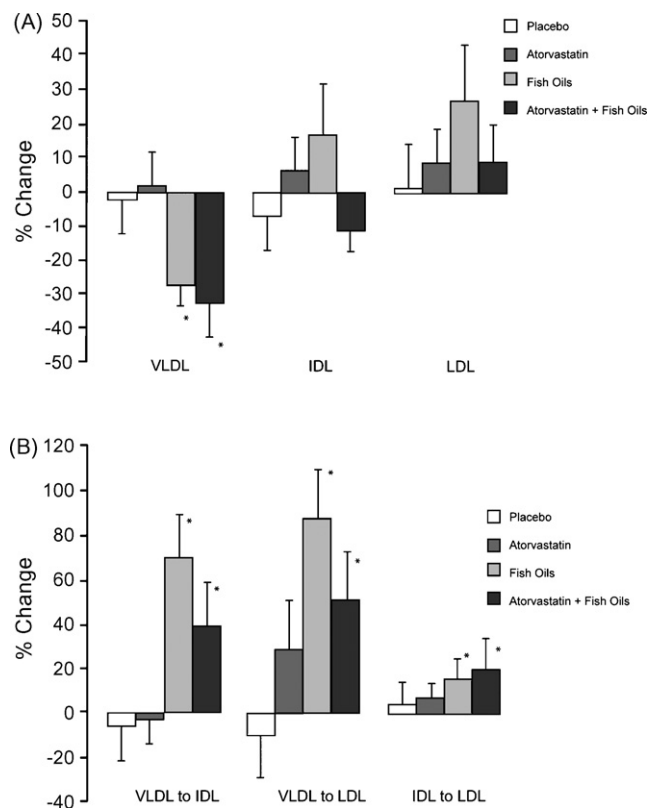 (A)
50
40
30
20
10
0
-10
-20
-30
-40
-50
% Change
Placebo
Atorvastatin
Fish Oils
Atorvastatin + Fish Oils
*
*
VLDL
IDL
LDL
(B)
120
100
80
60
40
20
0
-20
-40
% Change
Placebo
Atorvastatin
Fish Oils
Atorvastatin + Fish Oils
*
*
*
*
*
*
VLDL to IDL
VLDL to LDL
IDL to LDL